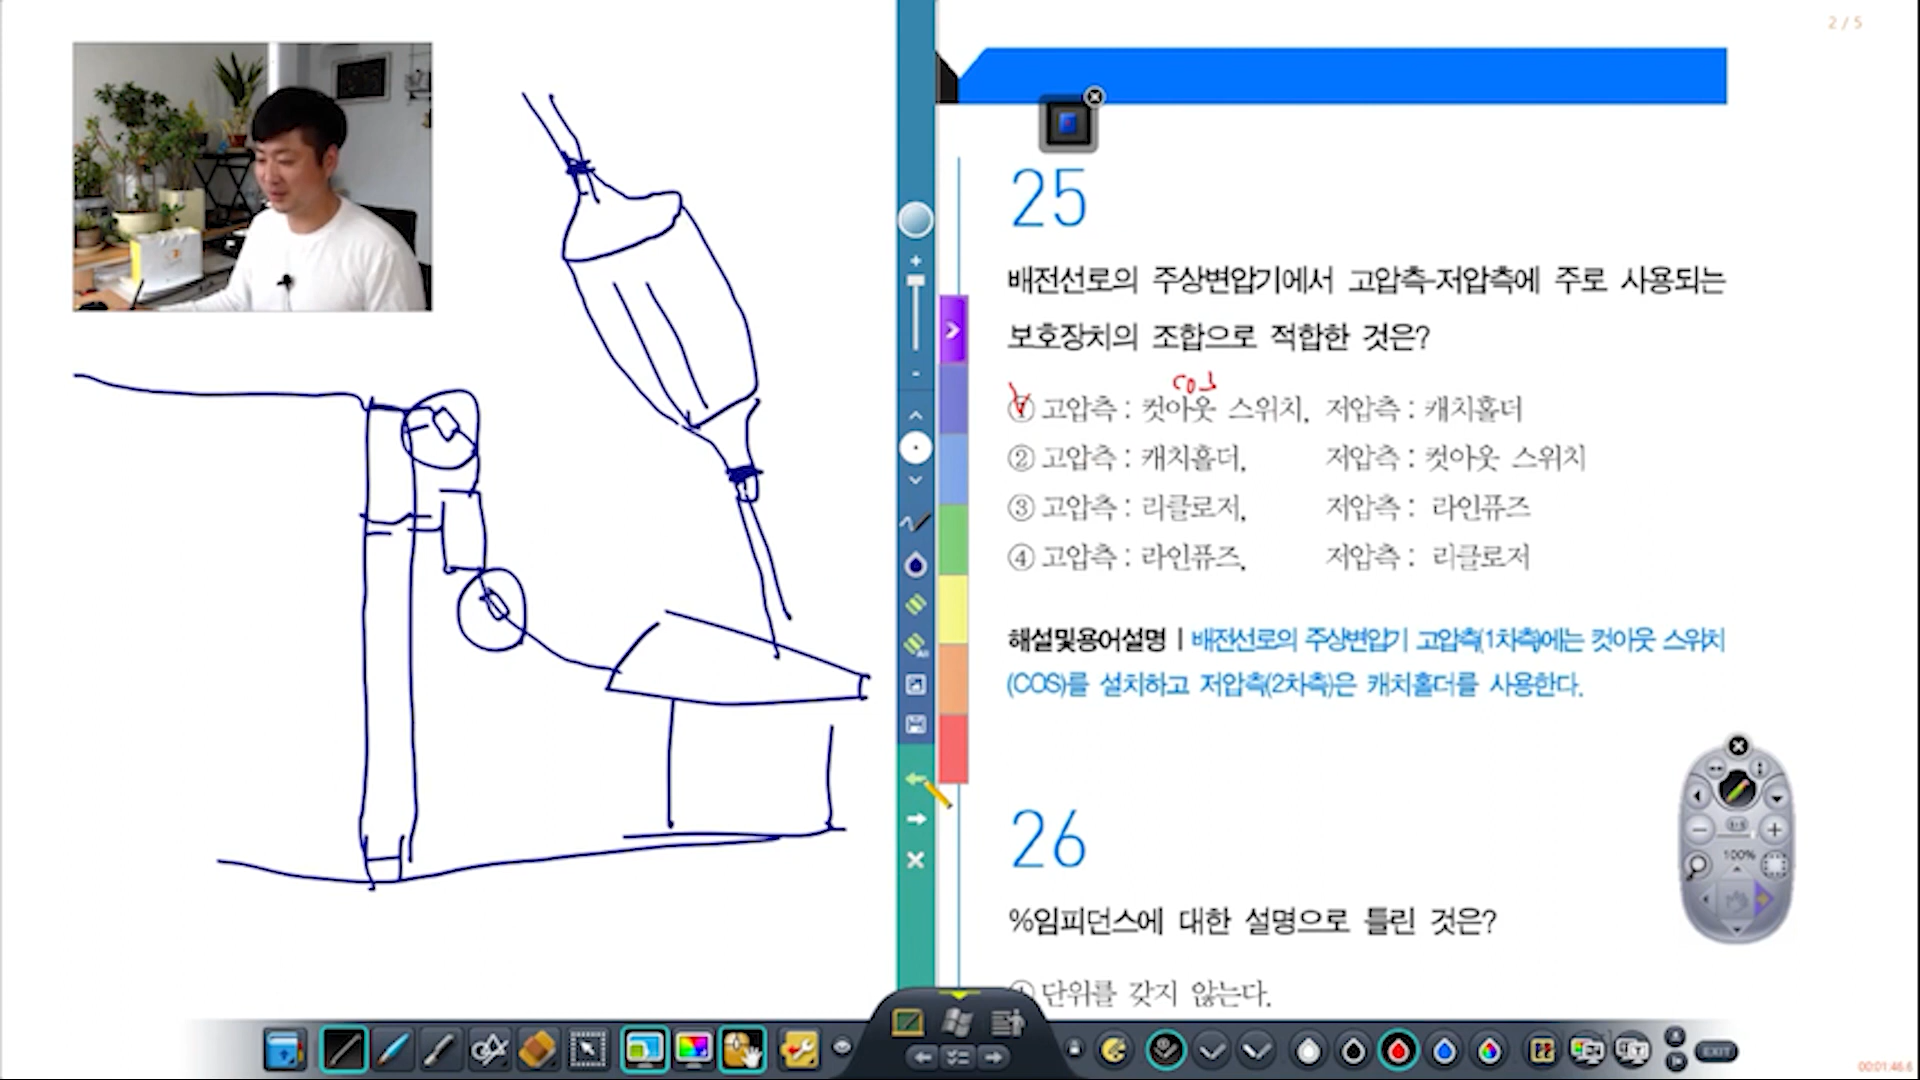 2 / 5
25
배전선로의 주상변압기에서 고압측-저압측에 주로 사용되는
보호장치의 조합으로 적합한 것은?
COS
① 고압측 : 컷아웃 스위치, 저압측 : 캐치홀더
② 고압측 : 캐치홀더, 저압측 : 컷아웃 스위치
③ 고압측 : 리클로저, 저압측 : 라인퓨즈
④ 고압측 : 라인퓨즈, 저압측 : 리클로저
해설및용어설명 | 배전선로의 주상변압기 고압측(1차측)에는 컷아웃 스위치
(COS)를 설치하고 저압측(2차측)은 캐치홀더를 사용한다.
100%
26
%임피던스에 대한 설명으로 틀린 것은?
① 단위를 갖지 않는다.
EXIT
00:01:46.6